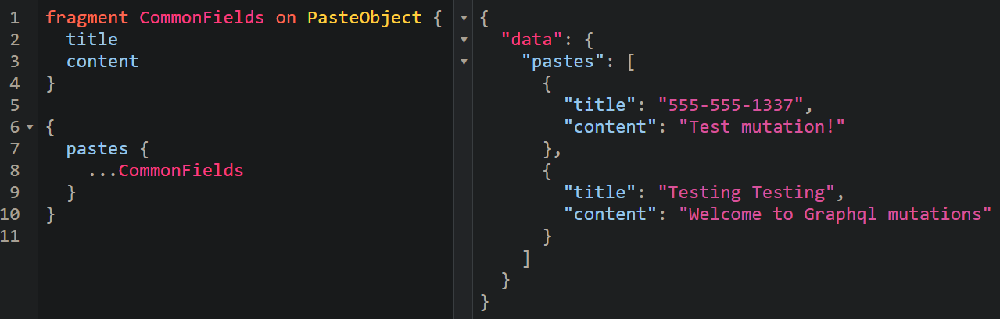 1 fragment CommonFields on PasteObject {
2   title
3   content
4 }
5
6 {
7   pastes {
8     ...CommonFields
9   }
10 }
11
{
  "data": {
    "pastes": [
      {
        "title": "555-555-1337",
        "content": "Test mutation!"
      },
      {
        "title": "Testing Testing",
        "content": "Welcome to Graphql mutations"
      }
    ]
  }
}